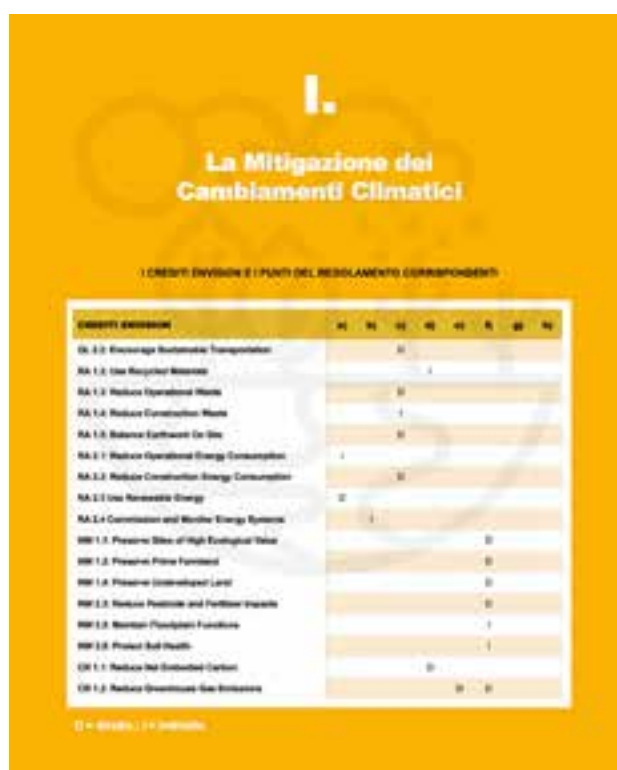 I.
La Mitigazione dei
Cambiamenti Climatici
I CREDITI ENVISION E I PUNTI DEL REGOLAMENTO CORRISPONDENTI
CREDITI ENVISION a) b) c) d) e) f) g) h)
QL 2.2: Encourage Sustainable Transportation D
RA 1.2: Use Recycled Materials I
RA 1.3: Reduce Operational Waste D
RA 1.4: Reduce Construction Waste I
RA 1.5: Balance Earthwork On Site D
RA 2.1: Reduce Operational Energy Consumption I
RA 2.2: Reduce Construction Energy Consumption D
RA 2.3 Use Renewable Energy D
RA 2.4 Commission and Monitor Energy Systems I
NW 1.1: Preserve Sites of High Ecological Value D
NW 1.3: Preserve Prime Farmland D
NW 1.4: Preserve Undeveloped Land D
NW 2.3: Reduce Pesticide and Fertilizer Impacts D
Maintain Floodplain Functions I
Protect Soil Health I
CR 1.1: Reduce Net Embodied Carbon D
CR 1.2: Reduce Greenhouse Gas Emissions D D
D = diretto / I = indiretto